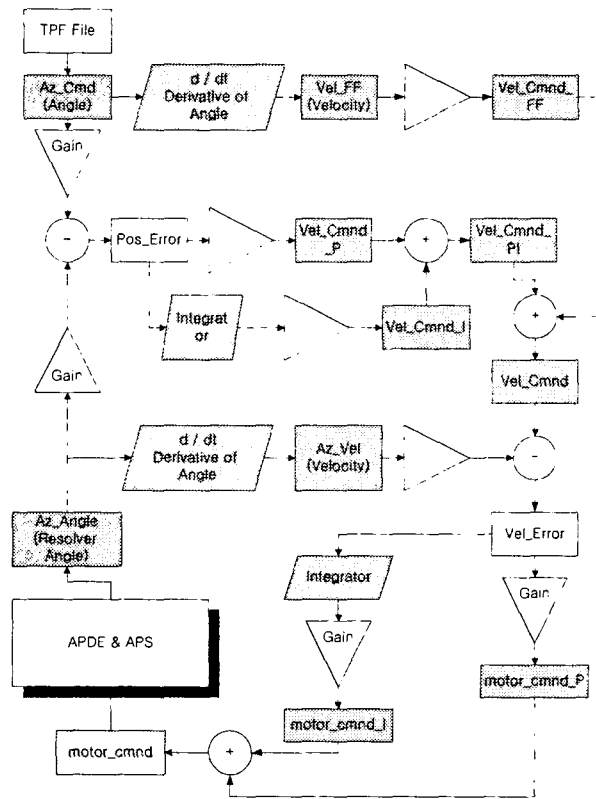 TPF File
Az_Cmd
(Angle)
d / dt
Derivative of
Angle
Vel_FF
(Velocity)
Vel_Cmnd_
FF
Gain
-
Pos_Error
Vel_Cmnd
_P
+
Vel_Cmnd_
PI
Integrat
or
Vel_Cmnd_I
+
Gain
Vel_Cmnd
d / dt
Derivative of
Angle
Az_Vel
(Velocity)
-
Az_Angle
(Resolver
Angle)
Vel_Error
Integrator
Gain
APDE & APS
Gain
motor_cmnd_P
motor_cmnd_I
motor_cmnd
+